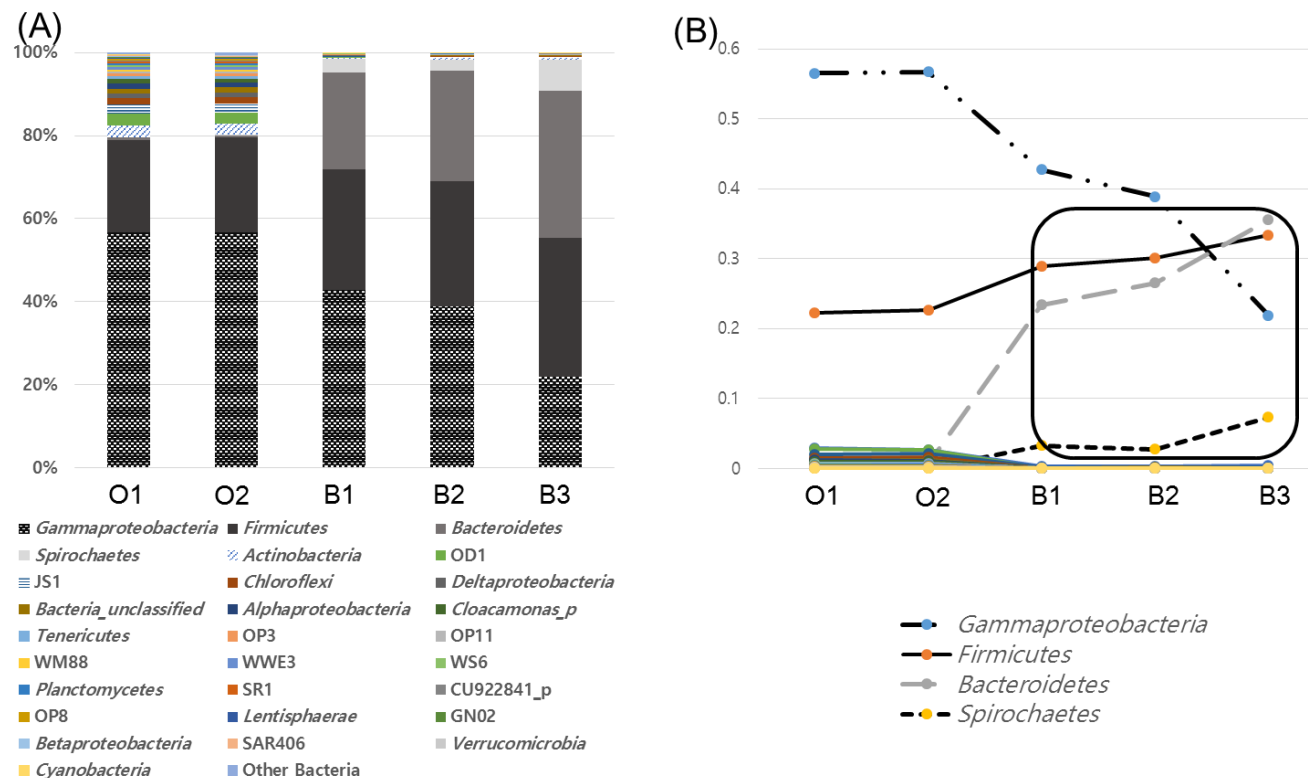 (A)
100%
80%
60%
40%
20%
0%
O1 O2 B1 B2 B3
Gammaproteobacteria Firmicutes Bacteroidetes
Spirochaetes Actinobacteria OD1
JS1 Chloroflexi Deltaproteobacteria
Bacteria_unclassified Alphaproteobacteria Cloacamonas_p
Tenericutes OP3 OP11
WM88 WWE3 WS6
Planctomycetes SR1 CU922841_p
OP8 Lentisphaerae GN02
Betaproteobacteria SAR406 Verrucomicrobia
Cyanobacteria Other Bacteria
(B)
0.6
0.5
0.4
0.3
0.2
0.1
0
O1 O2 B1 B2 B3
Gammaproteobacteria
Firmicutes
Bacteroidetes
Spirochaetes